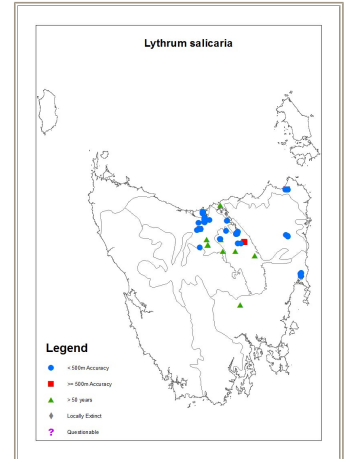 Lythrum salicaria
Legend
< 500m Accuracy
>= 500m Accuracy
> 50 years
Locally Extinct
? Questionable